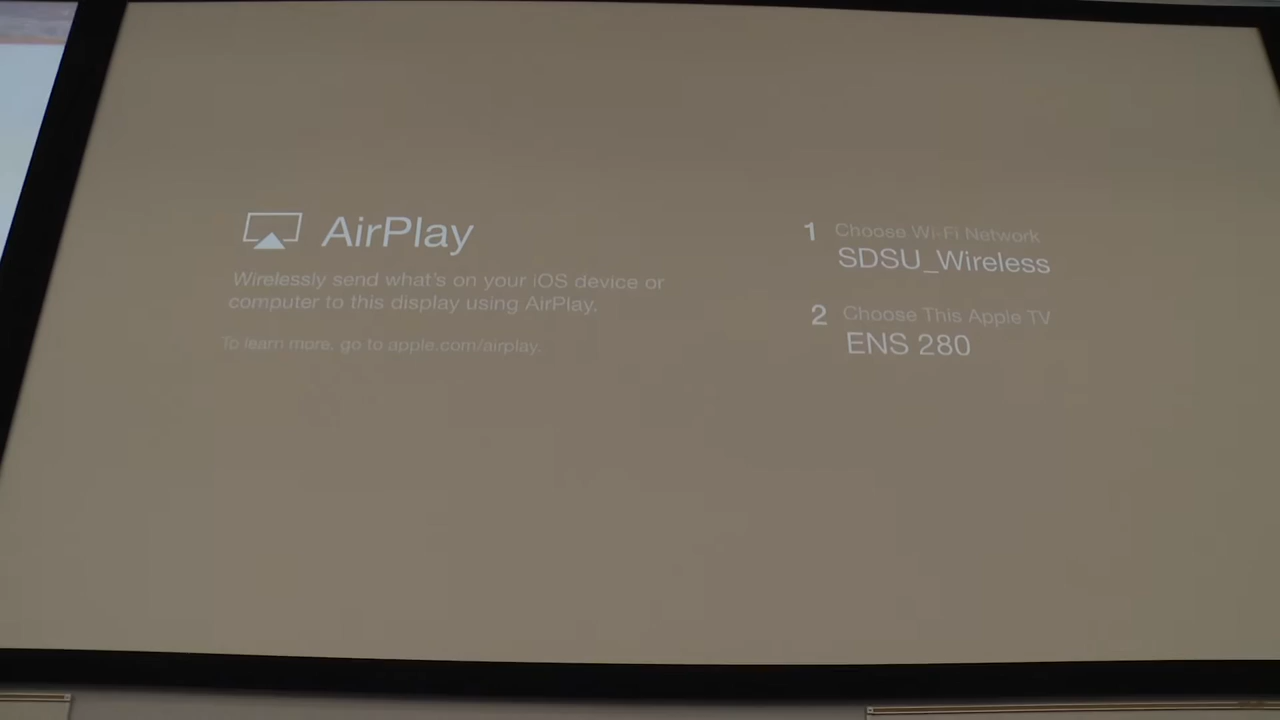 AirPlay
Wirelessly send what's on your iOS device or
computer to this display using AirPlay.
To learn more, go to apple.com/airplay.
1 Choose Wi-Fi Network
SDSU_Wireless
2 Choose This Apple TV
ENS 280